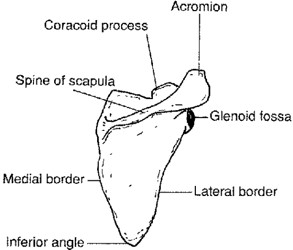 Acromion
Coracoid process
Spine of scapula
Glenoid fossa
Medial border
Lateral border
Inferior angle